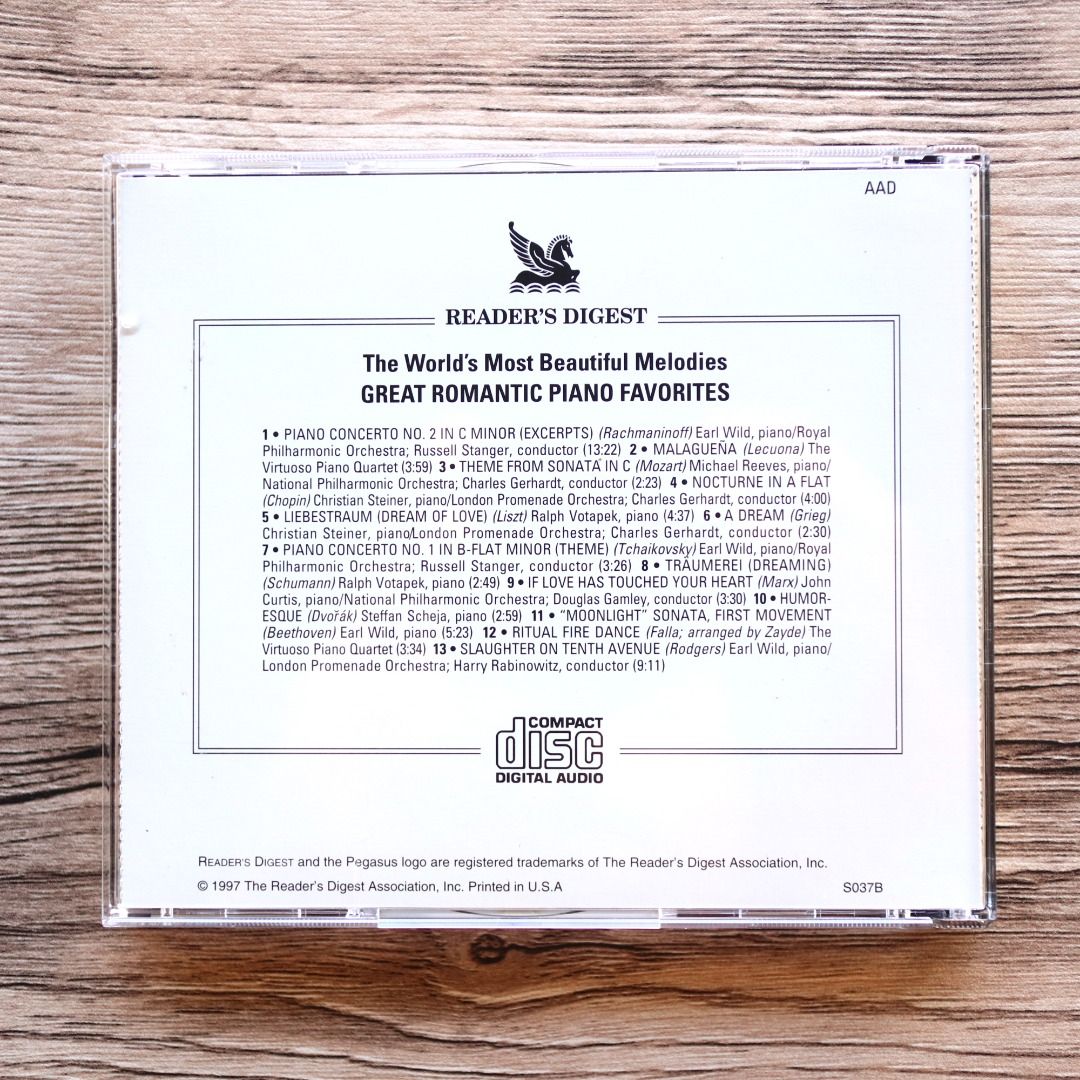 AAD
READER'S DIGEST
The World's Most Beautiful Melodies
GREAT ROMANTIC PIANO FAVORITES
1 • PIANO CONCERTO NO. 2 IN C MINOR (EXCERPTS) (Rachmaninoff) Earl Wild, piano/Royal
Philharmonic Orchestra; Russell Stanger, conductor (13:22) 2 • MALAGUEÑA (Lecuona) The
Virtuoso Piano Quartet (3:59) 3 • THEME FROM SONATA IN C (Mozart) Michael Reeves, piano/
National Philharmonic Orchestra; Charles Gerhardt, conductor (2:23) 4 • NOCTURNE IN A FLAT
(Chopin) Christian Steiner, piano/London Promenade Orchestra; Charles Gerhardt, conductor (4:00)
5 • LIEBESTRAUM (DREAM OF LOVE) (Liszt) Ralph Votapek, piano (4:37) 6 • A DREAM (Grieg)
Christian Steiner, piano/London Promenade Orchestra; Charles Gerhardt, conductor (2:30)
7 • PIANO CONCERTO NO. 1 IN B-FLAT MINOR (THEME) (Tchaikovsky) Earl Wild, piano/Royal
Philharmonic Orchestra; Russell Stanger, conductor (3:26) 8 • TRÄUMEREI (DREAMING)
(Schumann) Ralph Votapek, piano (2:49) 9 • IF LOVE HAS TOUCHED YOUR HEART (Marx) John
Curtis, piano/National Philharmonic Orchestra; Douglas Gamley, conductor (3:30) 10 • HUMOR-
ESQUE (Dvořák) Steffan Scheja, piano (2:59) 11 • "MOONLIGHT" SONATA, FIRST MOVEMENT
(Beethoven) Earl Wild, piano (5:23) 12 • RITUAL FIRE DANCE (Falla; arranged by Zayde) The
Virtuoso Piano Quartet (3:34) 13 • SLAUGHTER ON TENTH AVENUE (Rodgers) Earl Wild, piano/
London Promenade Orchestra; Harry Rabinowitz, conductor (9:11)
COMPACT
disc
DIGITAL AUDIO
READER'S DIGEST and the Pegasus logo are registered trademarks of The Reader's Digest Association, Inc.
© 1997 The Reader's Digest Association, Inc. Printed in U.S.A
S037B